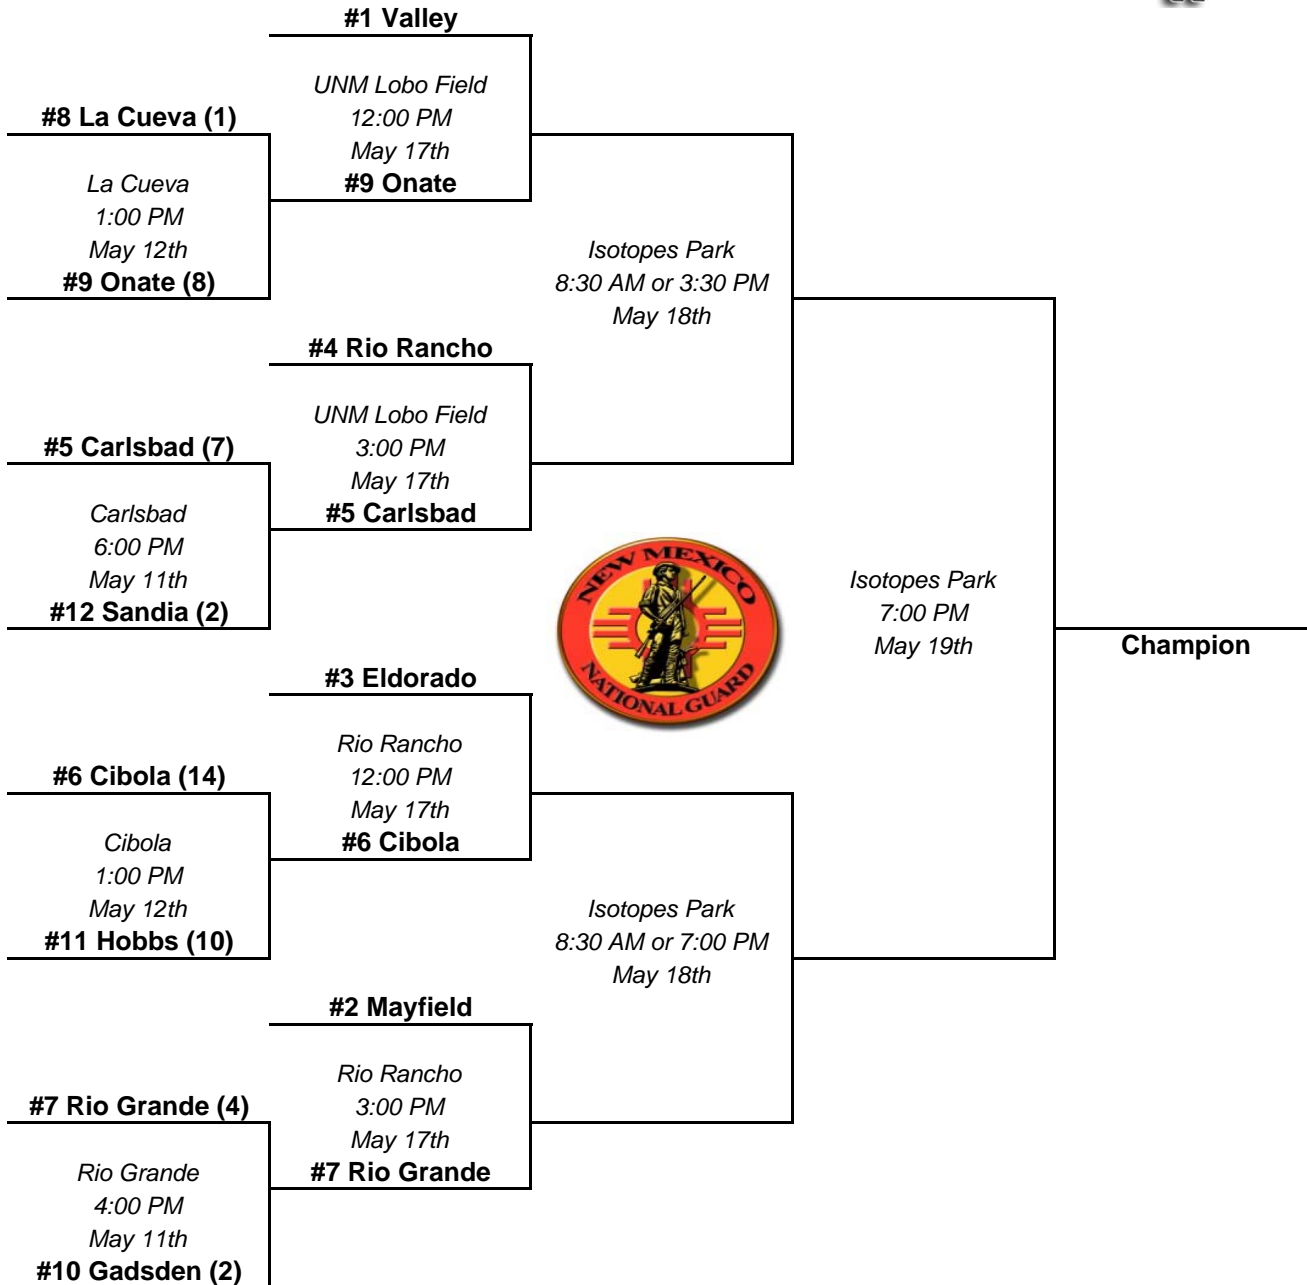 #1 Valley
UNM Lobo Field
12:00 PM
May 17th
#9 Onate
#8 La Cueva (1)
La Cueva
1:00 PM
May 12th
#9 Onate (8)
Isotopes Park
8:30 AM or 3:30 PM
May 18th
#4 Rio Rancho
UNM Lobo Field
3:00 PM
May 17th
#5 Carlsbad
#5 Carlsbad (7)
Carlsbad
6:00 PM
May 11th
#12 Sandia (2)
NEW MEXICO
NATIONAL GUARD
Isotopes Park
7:00 PM
May 19th
Champion
#3 Eldorado
Rio Rancho
12:00 PM
May 17th
#6 Cibola
#6 Cibola (14)
Cibola
1:00 PM
May 12th
#11 Hobbs (10)
Isotopes Park
8:30 AM or 7:00 PM
May 18th
#2 Mayfield
Rio Rancho
3:00 PM
May 17th
#7 Rio Grande
#7 Rio Grande (4)
Rio Grande
4:00 PM
May 11th
#10 Gadsden (2)